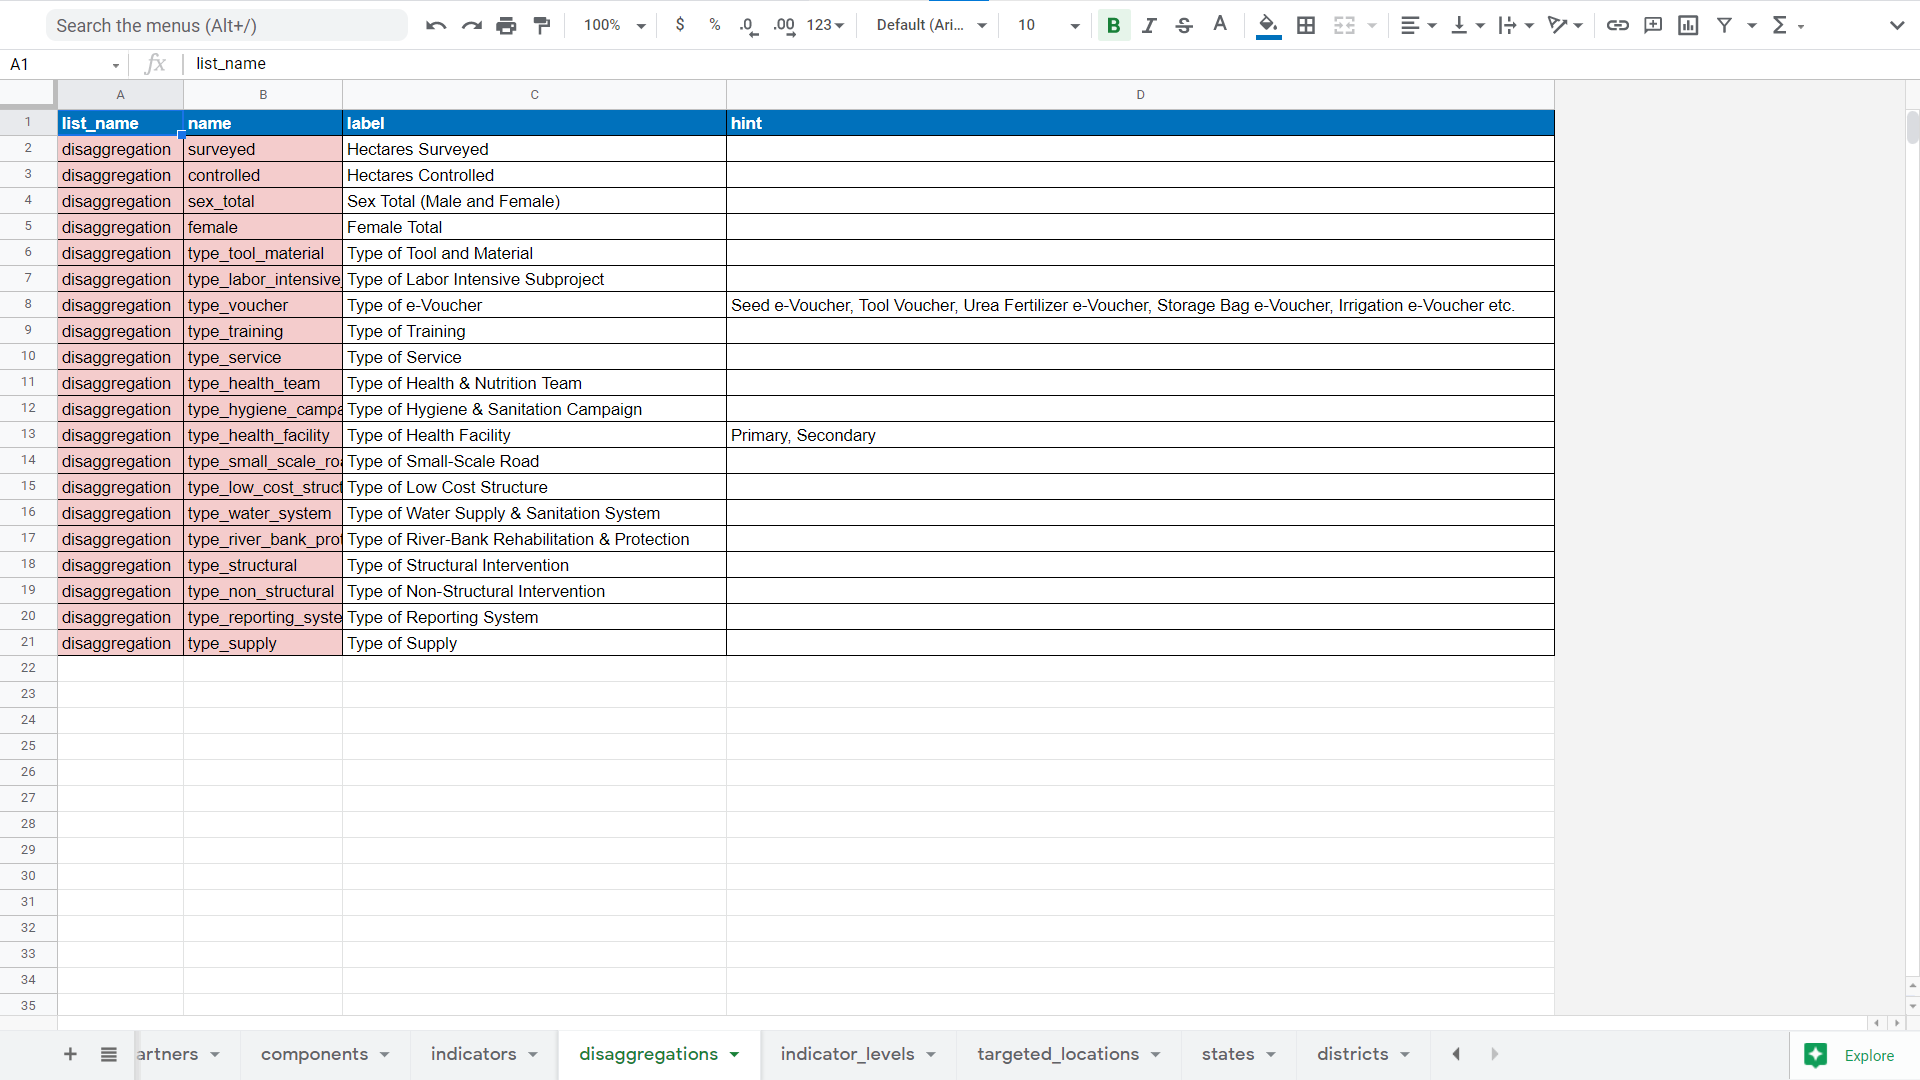 Search the menus (Alt+/)
100%
$
%
.0
.00
123
Default (Ari...
10
B
I
S
A
A1
fx
list_name
A B C D
1 list_name name label hint
2 disaggregation surveyed Hectares Surveyed
3 disaggregation controlled Hectares Controlled
4 disaggregation sex_total Sex Total (Male and Female)
5 disaggregation female Female Total
6 disaggregation type_tool_material Type of Tool and Material
7 disaggregation type_labor_intensive_ Type of Labor Intensive Subproject
8 disaggregation type_voucher Type of e-Voucher Seed e-Voucher, Tool Voucher, Urea Fertilizer e-Voucher, Storage Bag e-Voucher, Irrigation e-Voucher etc.
9 disaggregation type_training Type of Training
10 disaggregation type_service Type of Service
11 disaggregation type_health_team Type of Health & Nutrition Team
12 disaggregation type_hygiene_campa Type of Hygiene & Sanitation Campaign
13 disaggregation type_health_facility Type of Health Facility Primary, Secondary
14 disaggregation type_small_scale_roa Type of Small-Scale Road
15 disaggregation type_low_cost_struct Type of Low Cost Structure
16 disaggregation type_water_system Type of Water Supply & Sanitation System
17 disaggregation type_river_bank_prot Type of River-Bank Rehabilitation & Protection
18 disaggregation type_structural Type of Structural Intervention
19 disaggregation type_non_structural Type of Non-Structural Intervention
20 disaggregation type_reporting_syste Type of Reporting System
21 disaggregation type_supply Type of Supply
22
23
24
25
26
27
28
29
30
31
32
33
34
35
artners
components
indicators
disaggregations
indicator_levels
targeted_locations
states
districts
Explore